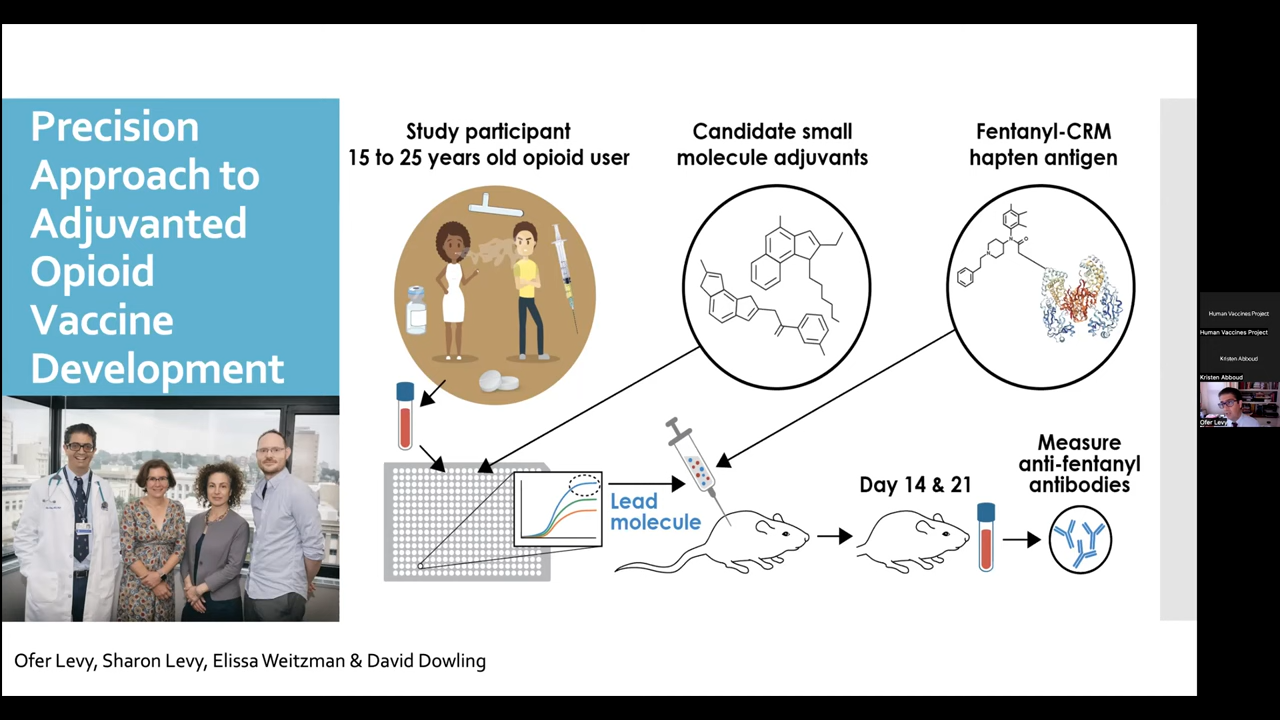 Precision
Approach to
Adjuvanted
Opioid
Vaccine
Development
Study participant
15 to 25 years old opioid user
Candidate small
molecule adjuvants
Fentanyl-CRM
hapten antigen
Lead
molecule
Day 14 & 21
Measure
anti-fentanyl
antibodies
Ofer Levy, Sharon Levy, Elissa Weitzman & David Dowling
Human Vaccines Project
Human Vaccines Project
Kristen Abboud
Kristen Abboud
Ofer Levy